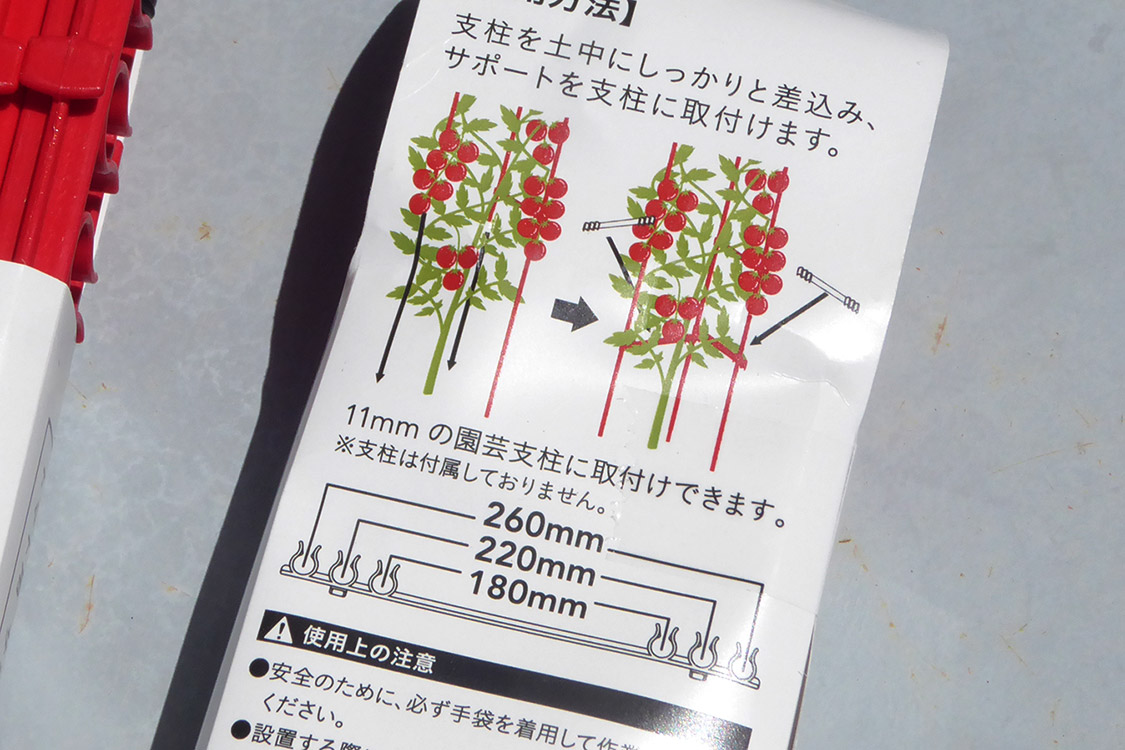 方法】
支柱を土中にしっかりと差込み、
サポートを支柱に取付けます。
11mm の園芸支柱に取付けできます。
※支柱は付属しておりません。
260mm
220mm
180mm
使用上の注意
●安全のために、必ず手袋を着用して作業
ください。
●設置する際